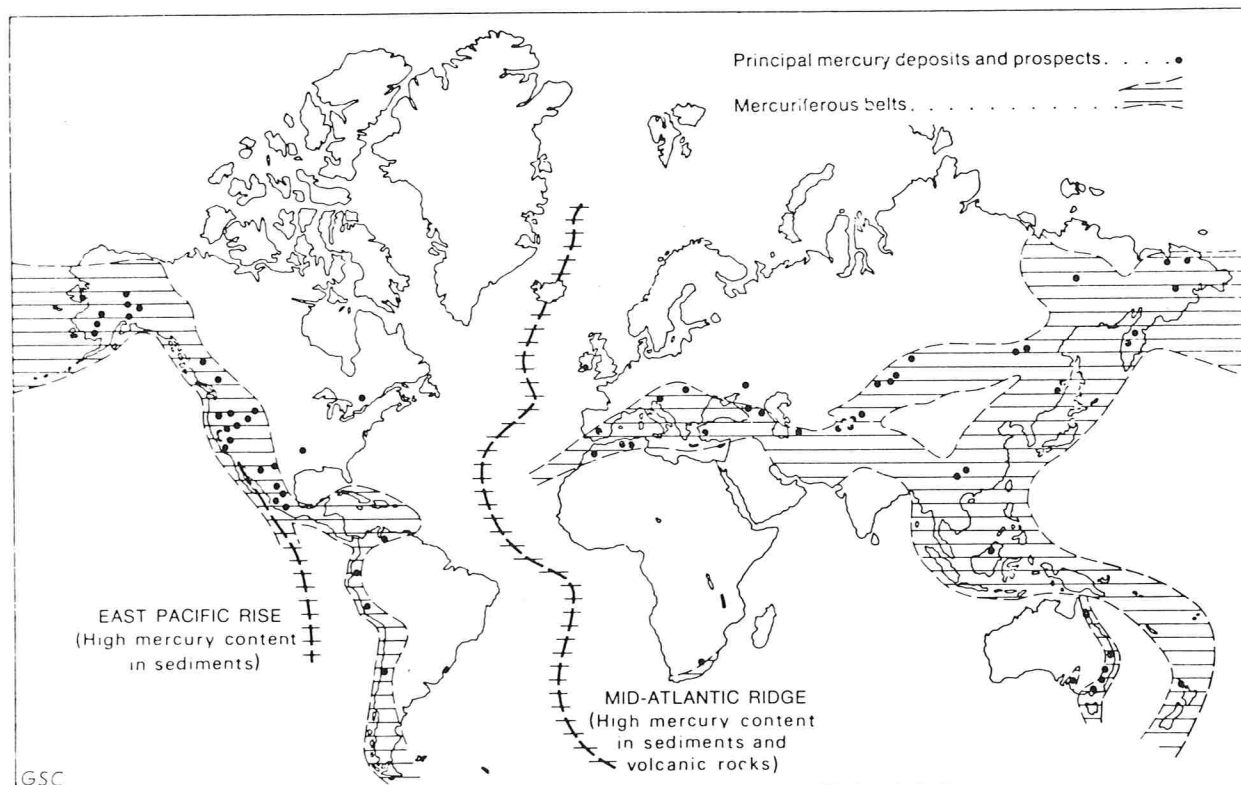 Principal mercury deposits and prospects. . . . .
Mercuriferous belts. . . . . . . . . . . . . . . . .
EAST PACIFIC RISE
(High mercury content
in sediments)
MID-ATLANTIC RIDGE
(High mercury content
in sediments and
volcanic rocks)
GSC